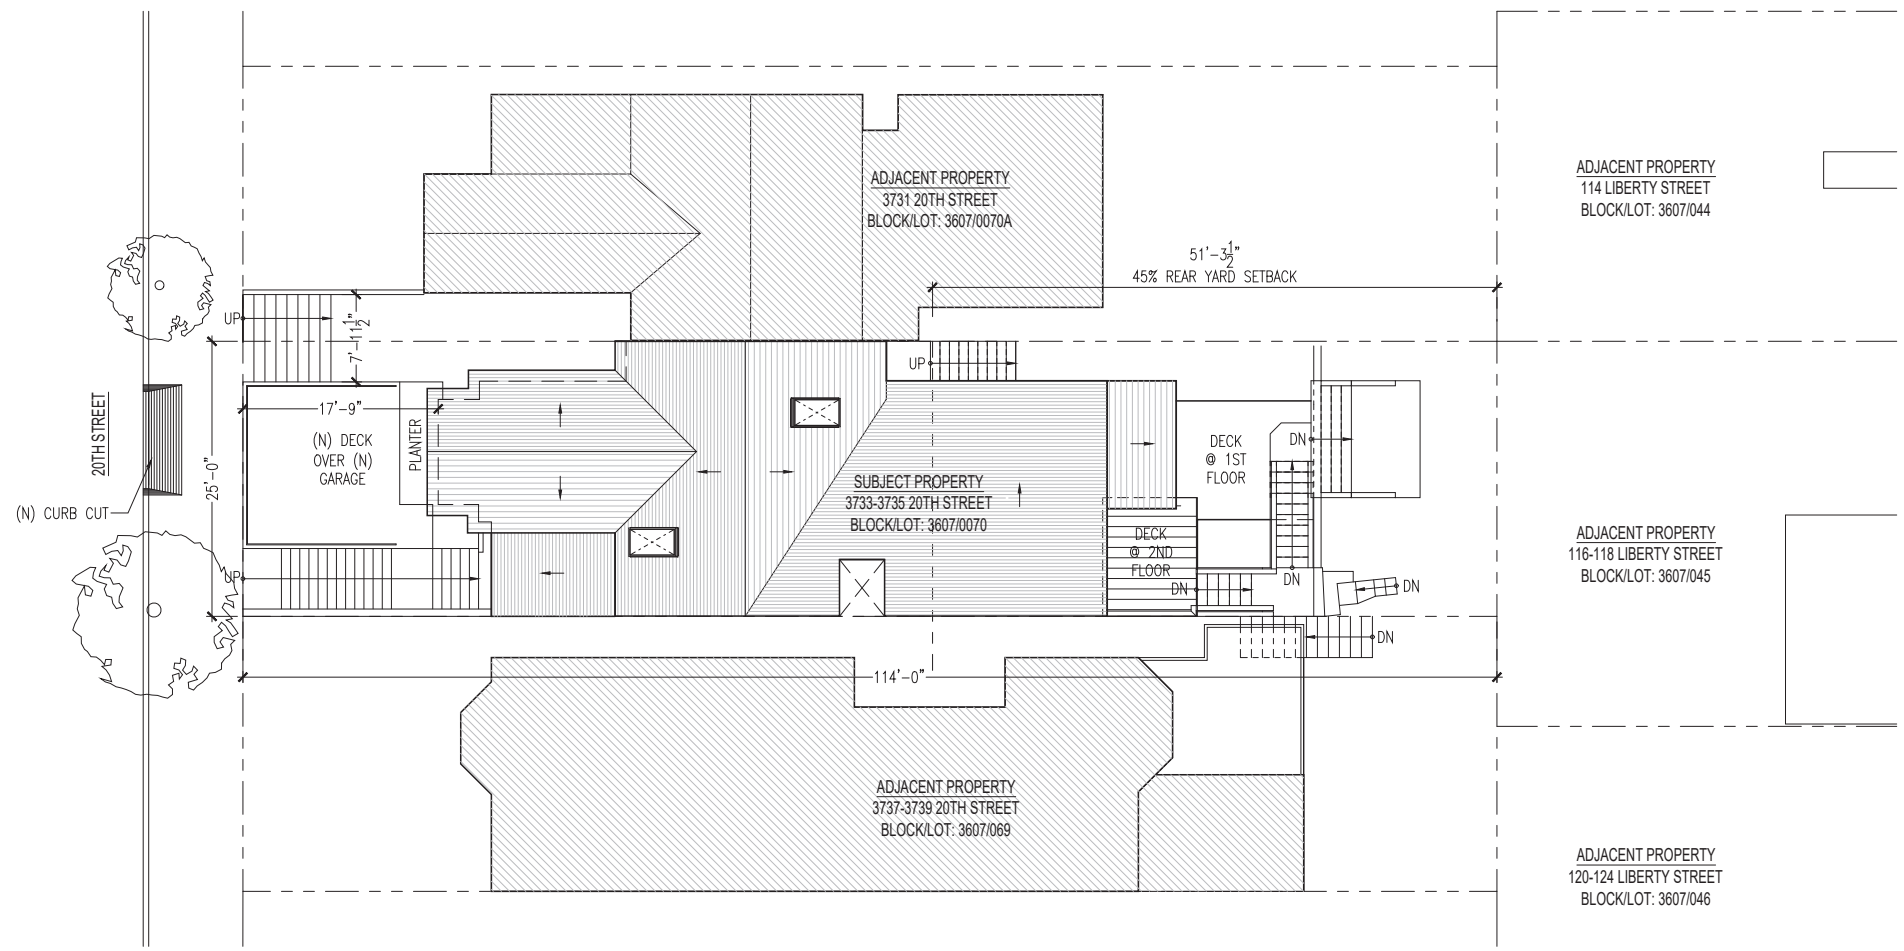 ADJACENT PROPERTY
3731 20TH STREET
BLOCK/LOT: 3607/0070A
ADJACENT PROPERTY
114 LIBERTY STREET
BLOCK/LOT: 3607/044
51'-3 1/2"
45% REAR YARD SETBACK
UP
7'-11 1/2"
UP
20TH STREET
(N) CURB CUT
25'-0"
17'-9"
(N) DECK
OVER (N)
GARAGE
PLANTER
SUBJECT PROPERTY
3733-3735 20TH STREET
BLOCK/LOT: 3607/0070
DECK
@ 1ST
FLOOR
DN
DECK
@ 2ND
FLOOR
DN
DN
DN
DN
UP
ADJACENT PROPERTY
116-118 LIBERTY STREET
BLOCK/LOT: 3607/045
114'-0"
ADJACENT PROPERTY
3737-3739 20TH STREET
BLOCK/LOT: 3607/069
ADJACENT PROPERTY
120-124 LIBERTY STREET
BLOCK/LOT: 3607/046